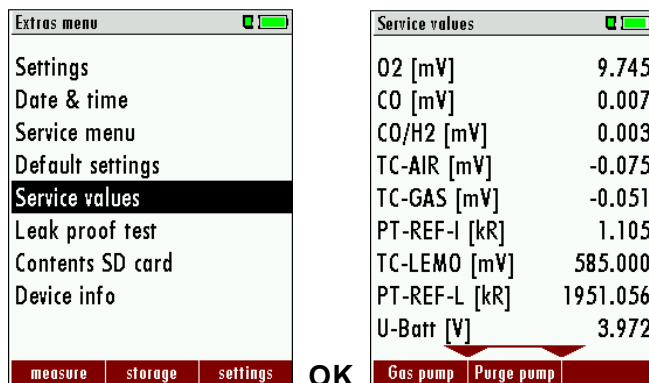 Extras menu
Settings
Date & time
Service menu
Default settings
Service values
Leak proof test
Contents SD card
Device info
measure storage settings
OK
Service values
O2 [mV] 9.745
CO [mV] 0.007
CO/H2 [mV] 0.003
TC-AIR [mV] -0.075
TC-GAS [mV] -0.051
PT-REF-I [kR] 1.105
TC-LEMO [mV] 585.000
PT-REF-L [kR] 1951.056
U-Batt [V] 3.972
Gas pump Purge pump